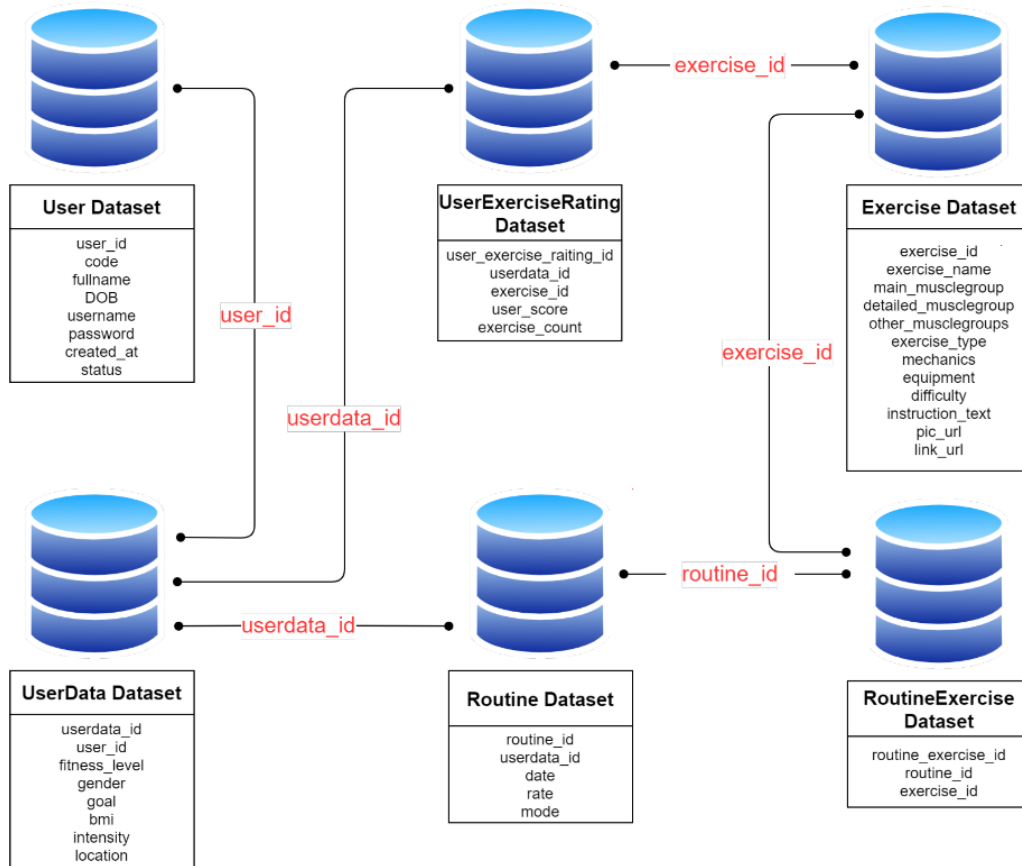 exercise_id
User Dataset
user_id
code
fullname
DOB
username
password
created_at
status
UserExerciseRating
Dataset
user_exercise_raiting_id
userdata_id
exercise_id
user_score
exercise_count
Exercise Dataset
exercise_id
exercise_name
main_musclegroup
detailed_musclegroup
other_musclegroups
exercise_type
mechanics
equipment
difficulty
instruction_text
pic_url
link_url
user_id
exercise_id
userdata_id
routine_id
userdata_id
UserData Dataset
userdata_id
user_id
fitness_level
gender
goal
bmi
intensity
location
Routine Dataset
routine_id
userdata_id
date
rate
mode
RoutineExercise
Dataset
routine_exercise_id
routine_id
exercise_id